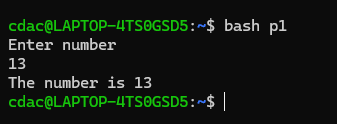 cdac@LAPTOP-4TS0GSD5:~$ bash p1
Enter number
13
The number is 13
cdac@LAPTOP-4TS0GSD5:~$